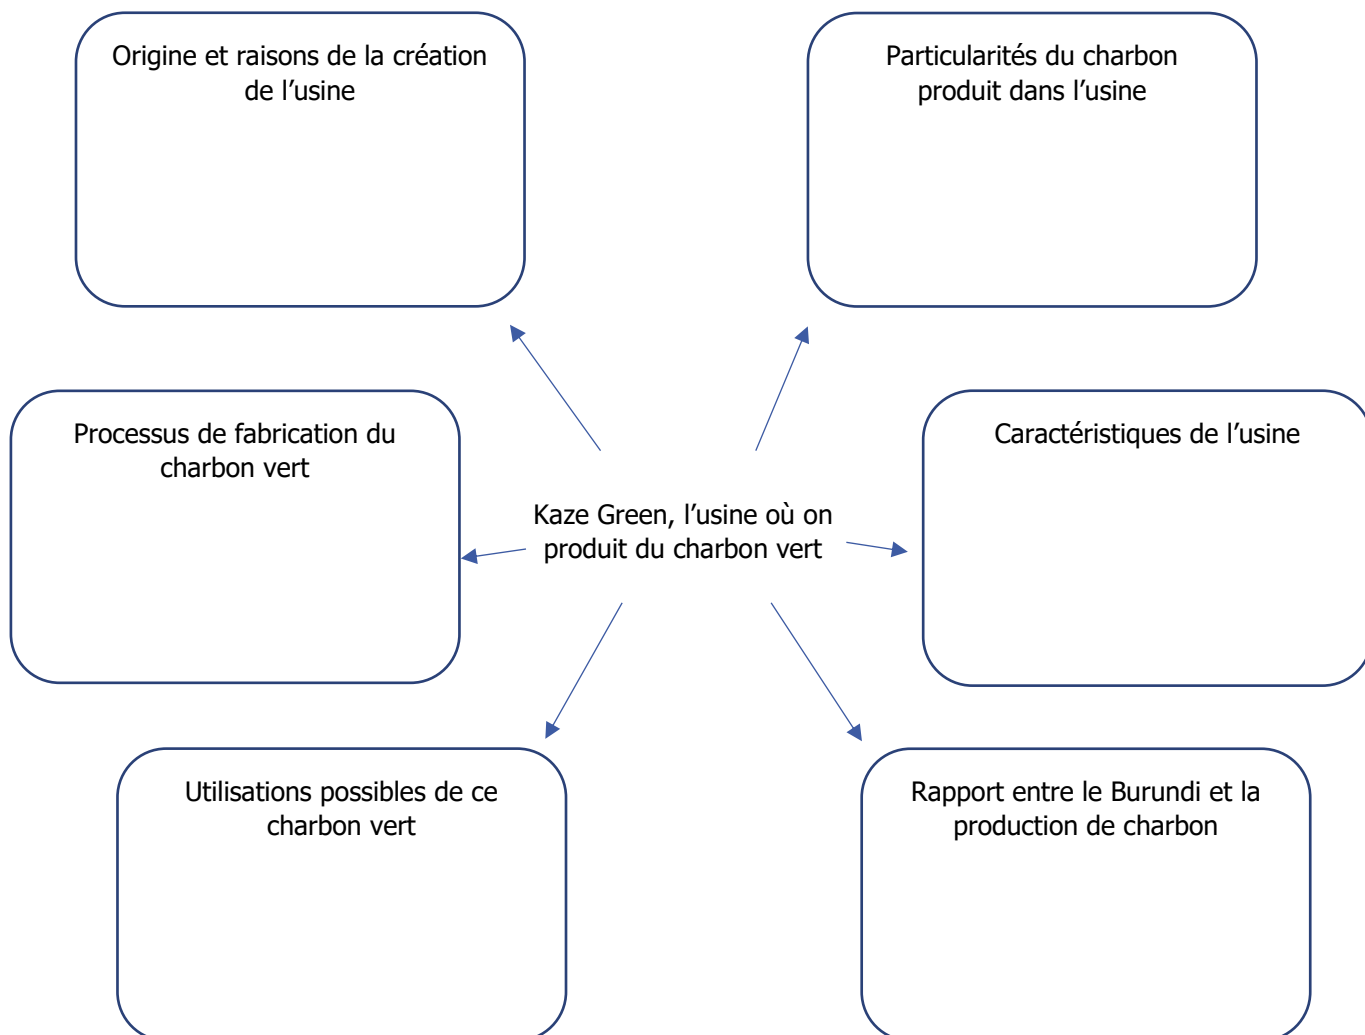 Origine et raisons de la création
de l’usine
Particularités du charbon
produit dans l’usine
Processus de fabrication du
charbon vert
Caractéristiques de l’usine
Kaze Green, l’usine où on
produit du charbon vert
Utilisations possibles de ce
charbon vert
Rapport entre le Burundi et la
production de charbon